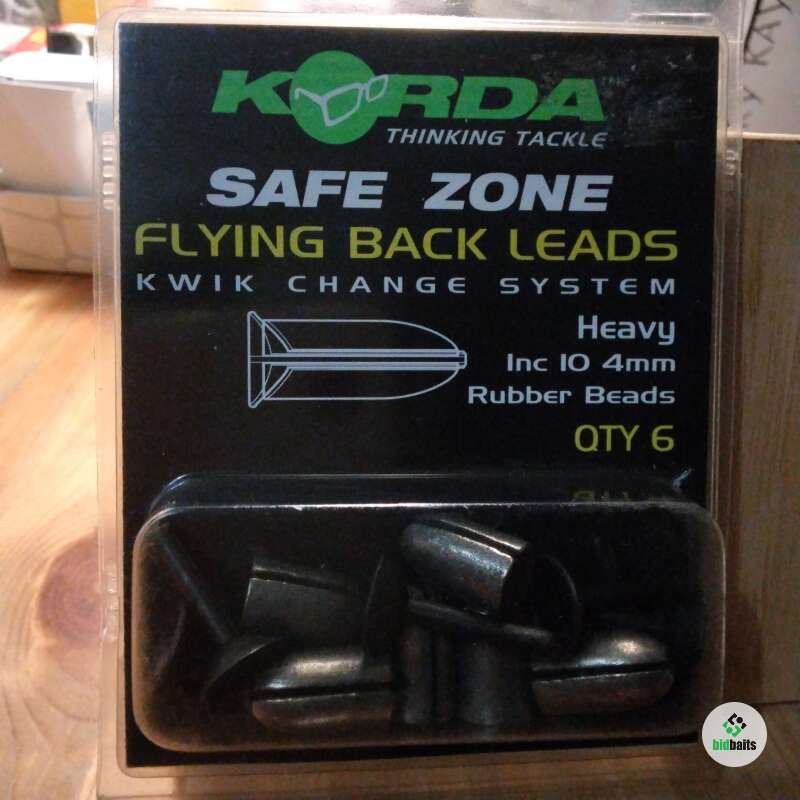 KORDA
THINKING TACKLE
SAFE ZONE
FLYING BACK LEADS
KWIK CHANGE SYSTEM
Heavy
Inc 10 4mm
Rubber Beads
QTY 6
bidbaits